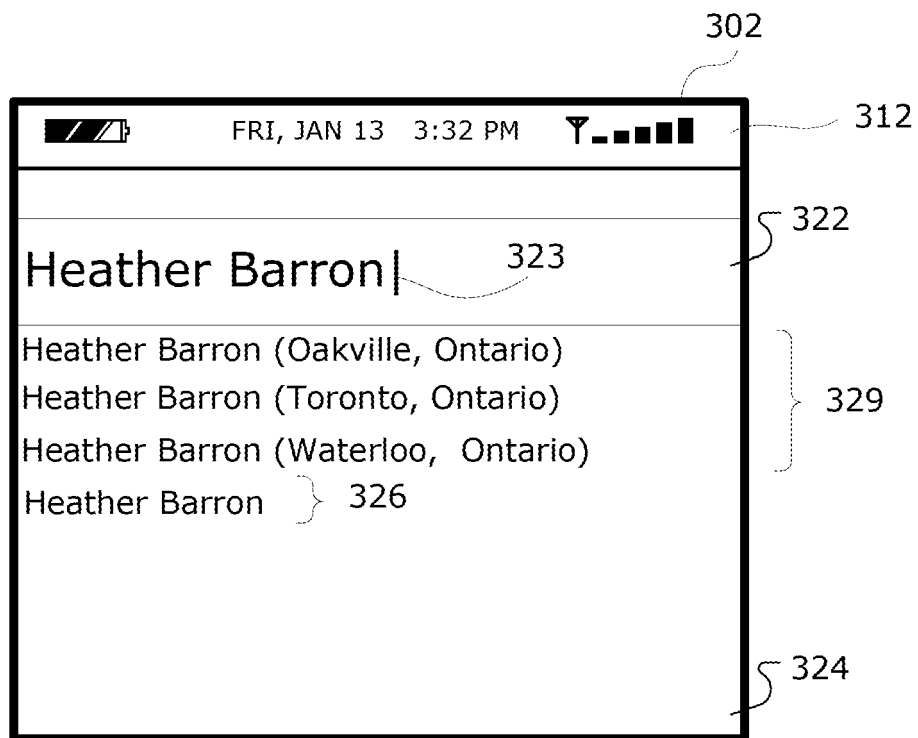 302
FRI, JAN 13 3:32 PM
312
322
Heather Barron
323
Heather Barron (Oakville, Ontario)
Heather Barron (Toronto, Ontario)
329
Heather Barron (Waterloo, Ontario)
Heather Barron
326
324